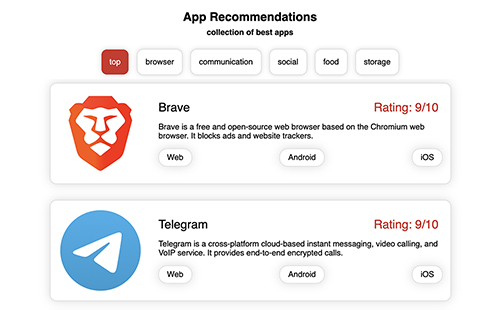 App Recommendations
collection of best apps
top browser communication social food storage
Brave Rating: 9/10
Brave is a free and open-source web browser based on the Chromium web
browser. It blocks ads and website trackers.
Web Android iOS
Telegram Rating: 9/10
Telegram is a cross-platform cloud-based instant messaging, video calling, and
VoIP service. It provides end-to-end encrypted calls.
Web Android iOS